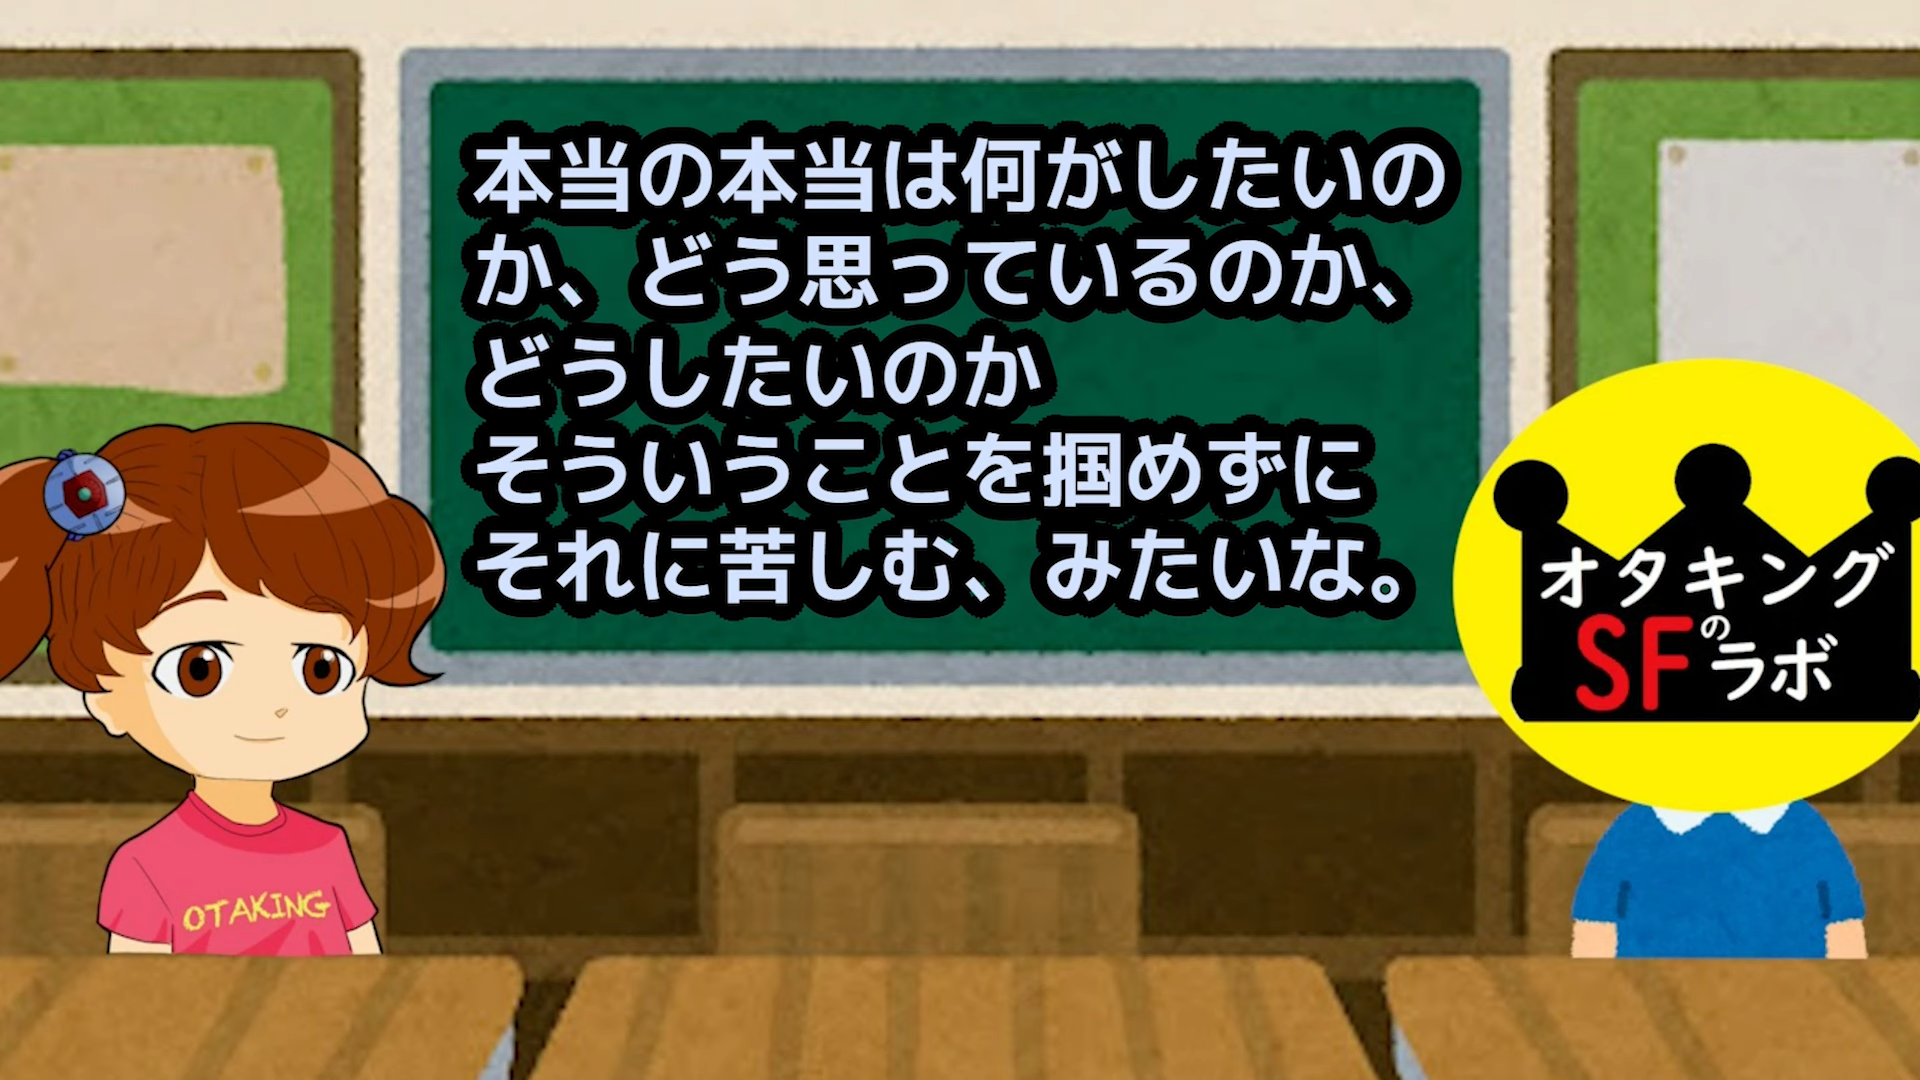 本当の本当は何がしたいの
か、どう思っているのか、
どうしたいのか
そういうことを掴めずに
それに苦しむ、みたいな。
オタキング
SFのラボ
OTAKING